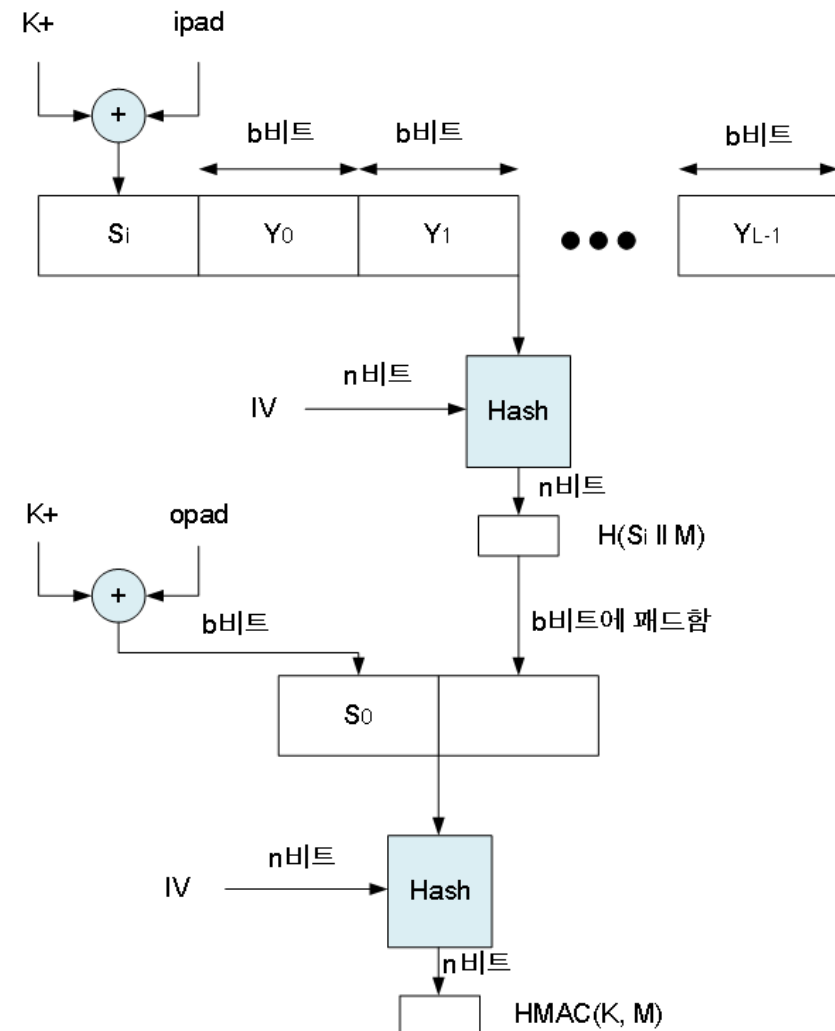 K+ ipad
+
b비트 b비트 b비트
Si Y0 Y1 ●●● YL-1
n비트
IV Hash
n비트
K+ opad
H(Si ll M)
+
b비트 b비트에 패드함
S0
n비트
IV Hash
n비트
HMAC(K, M)